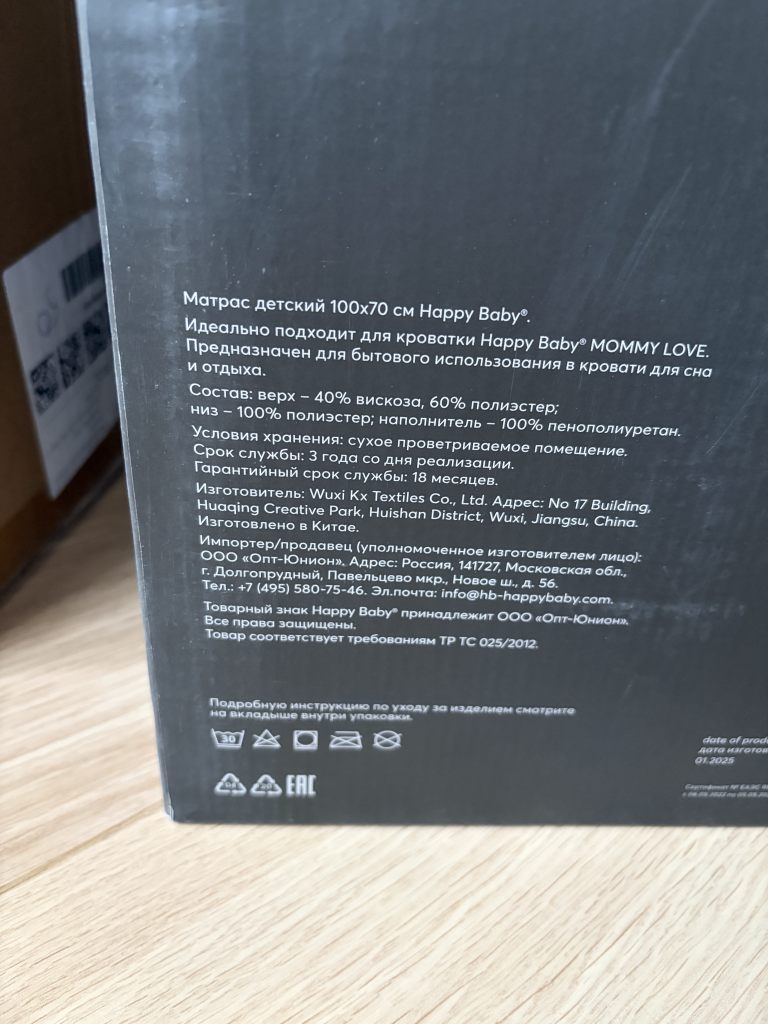 Матрас детский 100х70 см Happy Baby®.
Идеально подходит для кроватки Happy Baby® MOMMY LOVE.
Предназначен для бытового использования в кровати для сна
и отдыха.
Состав: верх – 40% вискоза, 60% полиэстер;
низ – 100% полиэстер; наполнитель – 100% пенополиуретан.
Условия хранения: сухое проветриваемое помещение.
Срок службы: 3 года со дня реализации.
Гарантийный срок службы: 18 месяцев.
Изготовитель: Wuxi Kx Textiles Co., Ltd. Адрес: No 17 Building,
Huaqing Creative Park, Huishan District, Wuxi, Jiangsu, China.
Изготовлено в Китае.
Импортер/продавец (уполномоченное изготовителем лицо):
ООО «Опт-Юнион». Адрес: Россия, 141727, Московская обл.,
г. Долгопрудный, Павельцево мкр., Новое ш., д. 56.
Тел.: +7 (495) 580-75-46. Эл.почта: info@hb-happybaby.com.
Товарный знак Happy Baby® принадлежит ООО «Опт-Юнион».
Все права защищены.
Товар соответствует требованиям ТР ТС 025/2012.
Подробную инструкцию по уходу за изделием смотрите
на вкладыше внутри упаковки.
30
EAC
date of
дата
01.2025
Сертификат №